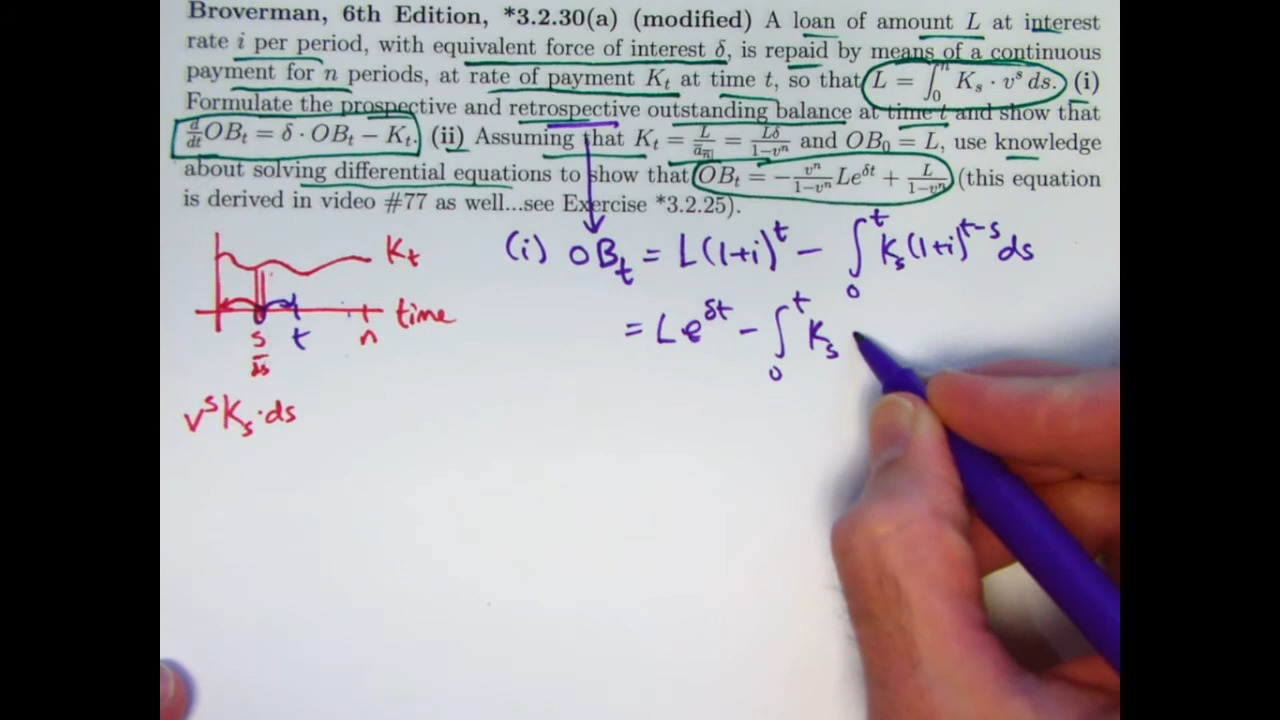 Broverman, 6th Edition, *3.2.30(a) (modified) A loan of amount L at interest
rate i per period, with equivalent force of interest δ, is repaid by means of a continuous
payment for n periods, at rate of payment K_t at time t, so that L = ∫_0^n K_s · v^s ds. (i)
Formulate the prospective and retrospective outstanding balance at time t and show that
d/dt OB_t = δ · OB_t − K_t. (ii) Assuming that K_t = L/ā_n̅| = Lδ/(1−v^n) and OB_0 = L, use knowledge
about solving differential equations to show that OB_t = −v^n/(1−v^n) Le^{δt} + L/(1−v^n) (this equation
is derived in video #77 as well...see Exercise *3.2.25).
K_t
time
s t n
ds
v^s K_s · ds
(i) OB_t = L(1+i)^t − ∫_0^t K_s(1+i)^{t−s} ds
= Le^{δt} − ∫_0^t K_s